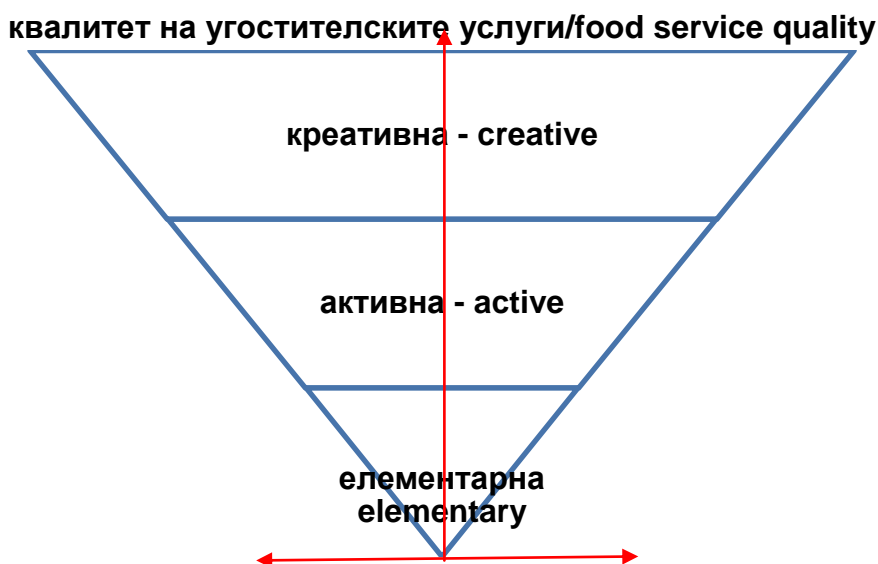 квалитет на угостителските услуги/food service quality
креативна - creative
активна - active
елементарна
elementary